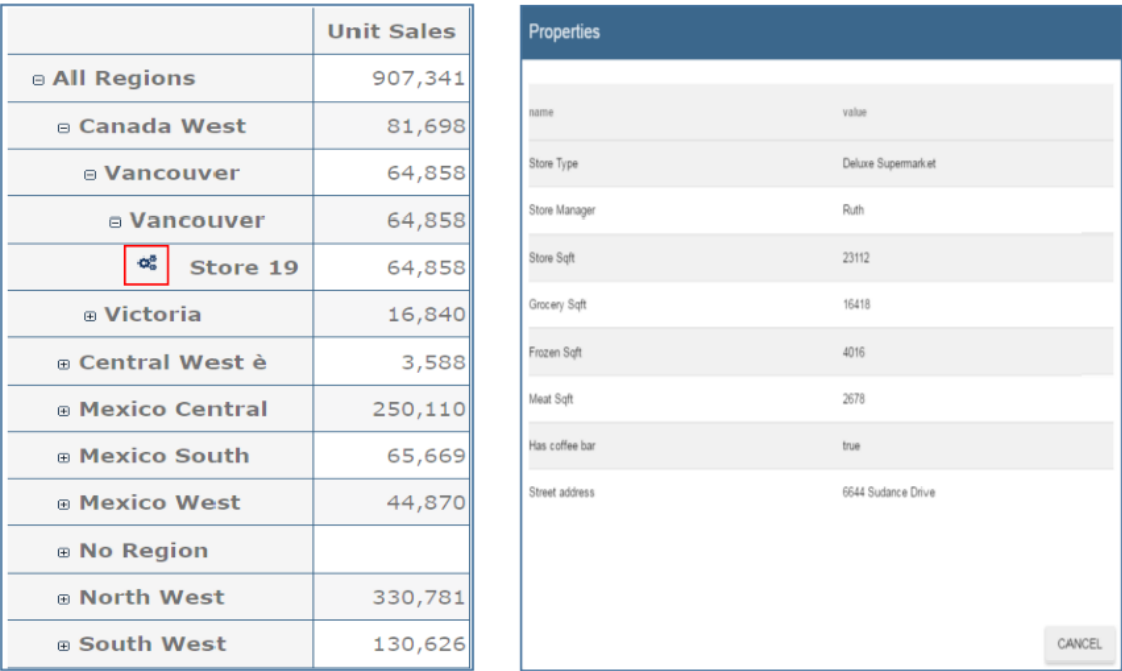 Unit Sales
All Regions 907,341
Canada West 81,698
Vancouver 64,858
Vancouver 64,858
Store 19 64,858
Victoria 16,840
Central West è 3,588
Mexico Central 250,110
Mexico South 65,669
Mexico West 44,870
No Region
North West 330,781
South West 130,626
Properties
name value
Store Type Deluxe Supermarket
Store Manager Ruth
Store Sqft 23112
Grocery Sqft 16418
Frozen Sqft 4016
Meat Sqft 2678
Has coffee bar true
Street address 6644 Sudance Drive
CANCEL